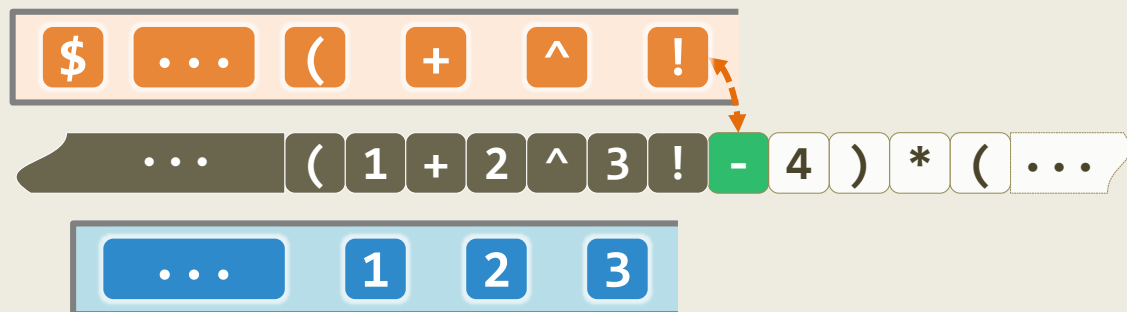 $ ... ( + ^ !
... ( 1 + 2 ^ 3 ! - 4 ) * ( ...
... 1 2 3